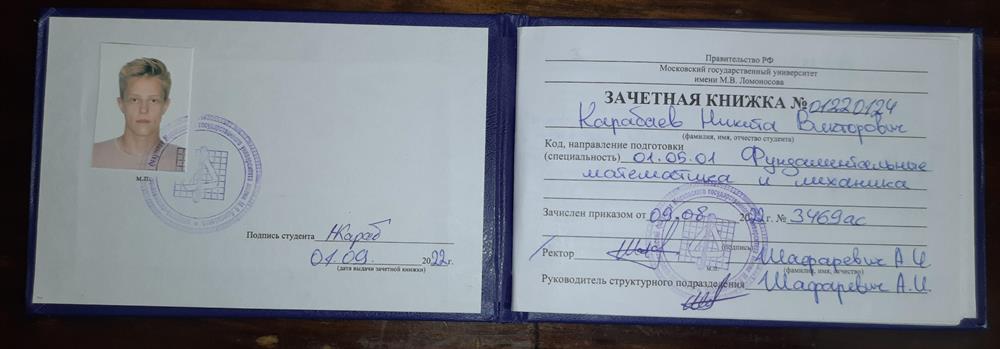 М.П.
Подпись студента Караб
01.09. 2022г.
(дата выдачи зачетной книжки)
Правительство РФ
Московский государственный университет
имени М.В. Ломоносова
ЗАЧЕТНАЯ КНИЖКА № 01220124
Карабаев Никита Викторович
(фамилия, имя, отчество студента)
Код, направление подготовки
(специальность) 01.05.01 Фундаментальные
математика и механика
Зачислен приказом от 09.08. 2022г. № 3469ас
(подпись)
Ректор Шафаревич А.И.
М.П. (фамилия, имя, отчество)
Руководитель структурного подразделения Шафаревич А.И.